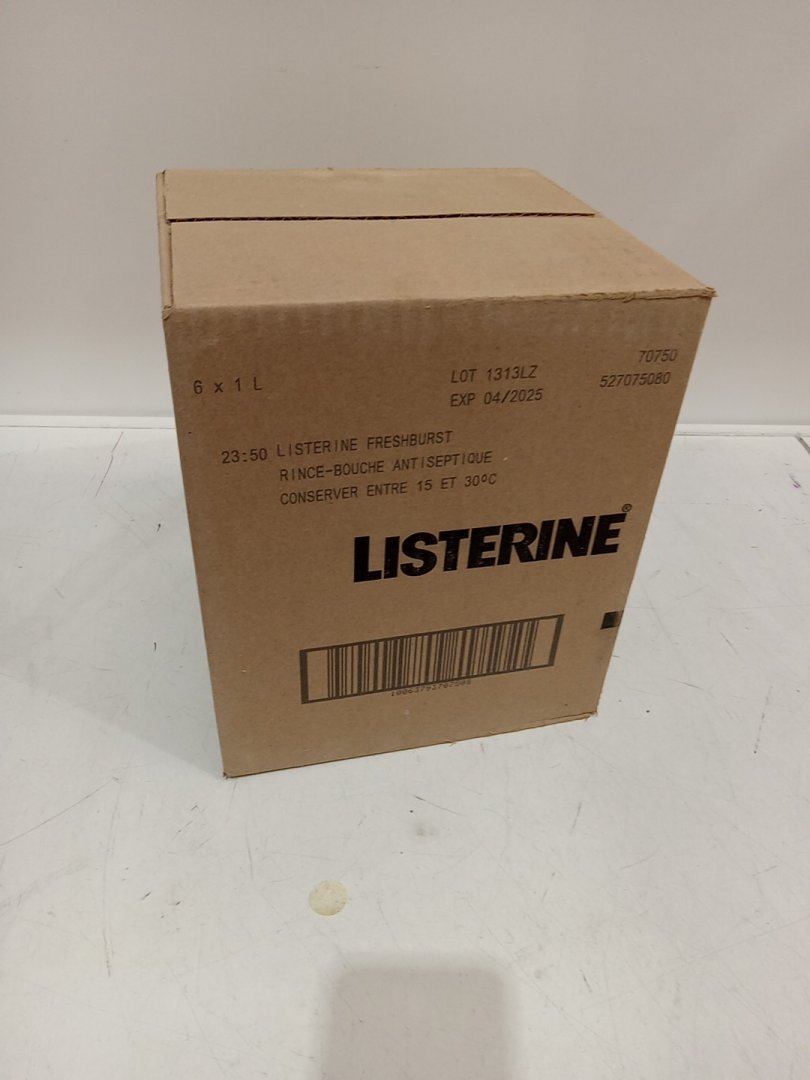 6 x 1 L
LOT 1313LZ
70750
EXP 04/2025
527075080
23:50 LISTERINE FRESHBURST
RINCE-BOUCHE ANTISEPTIQUE
CONSERVER ENTRE 15 ET 30ºC
LISTERINE®